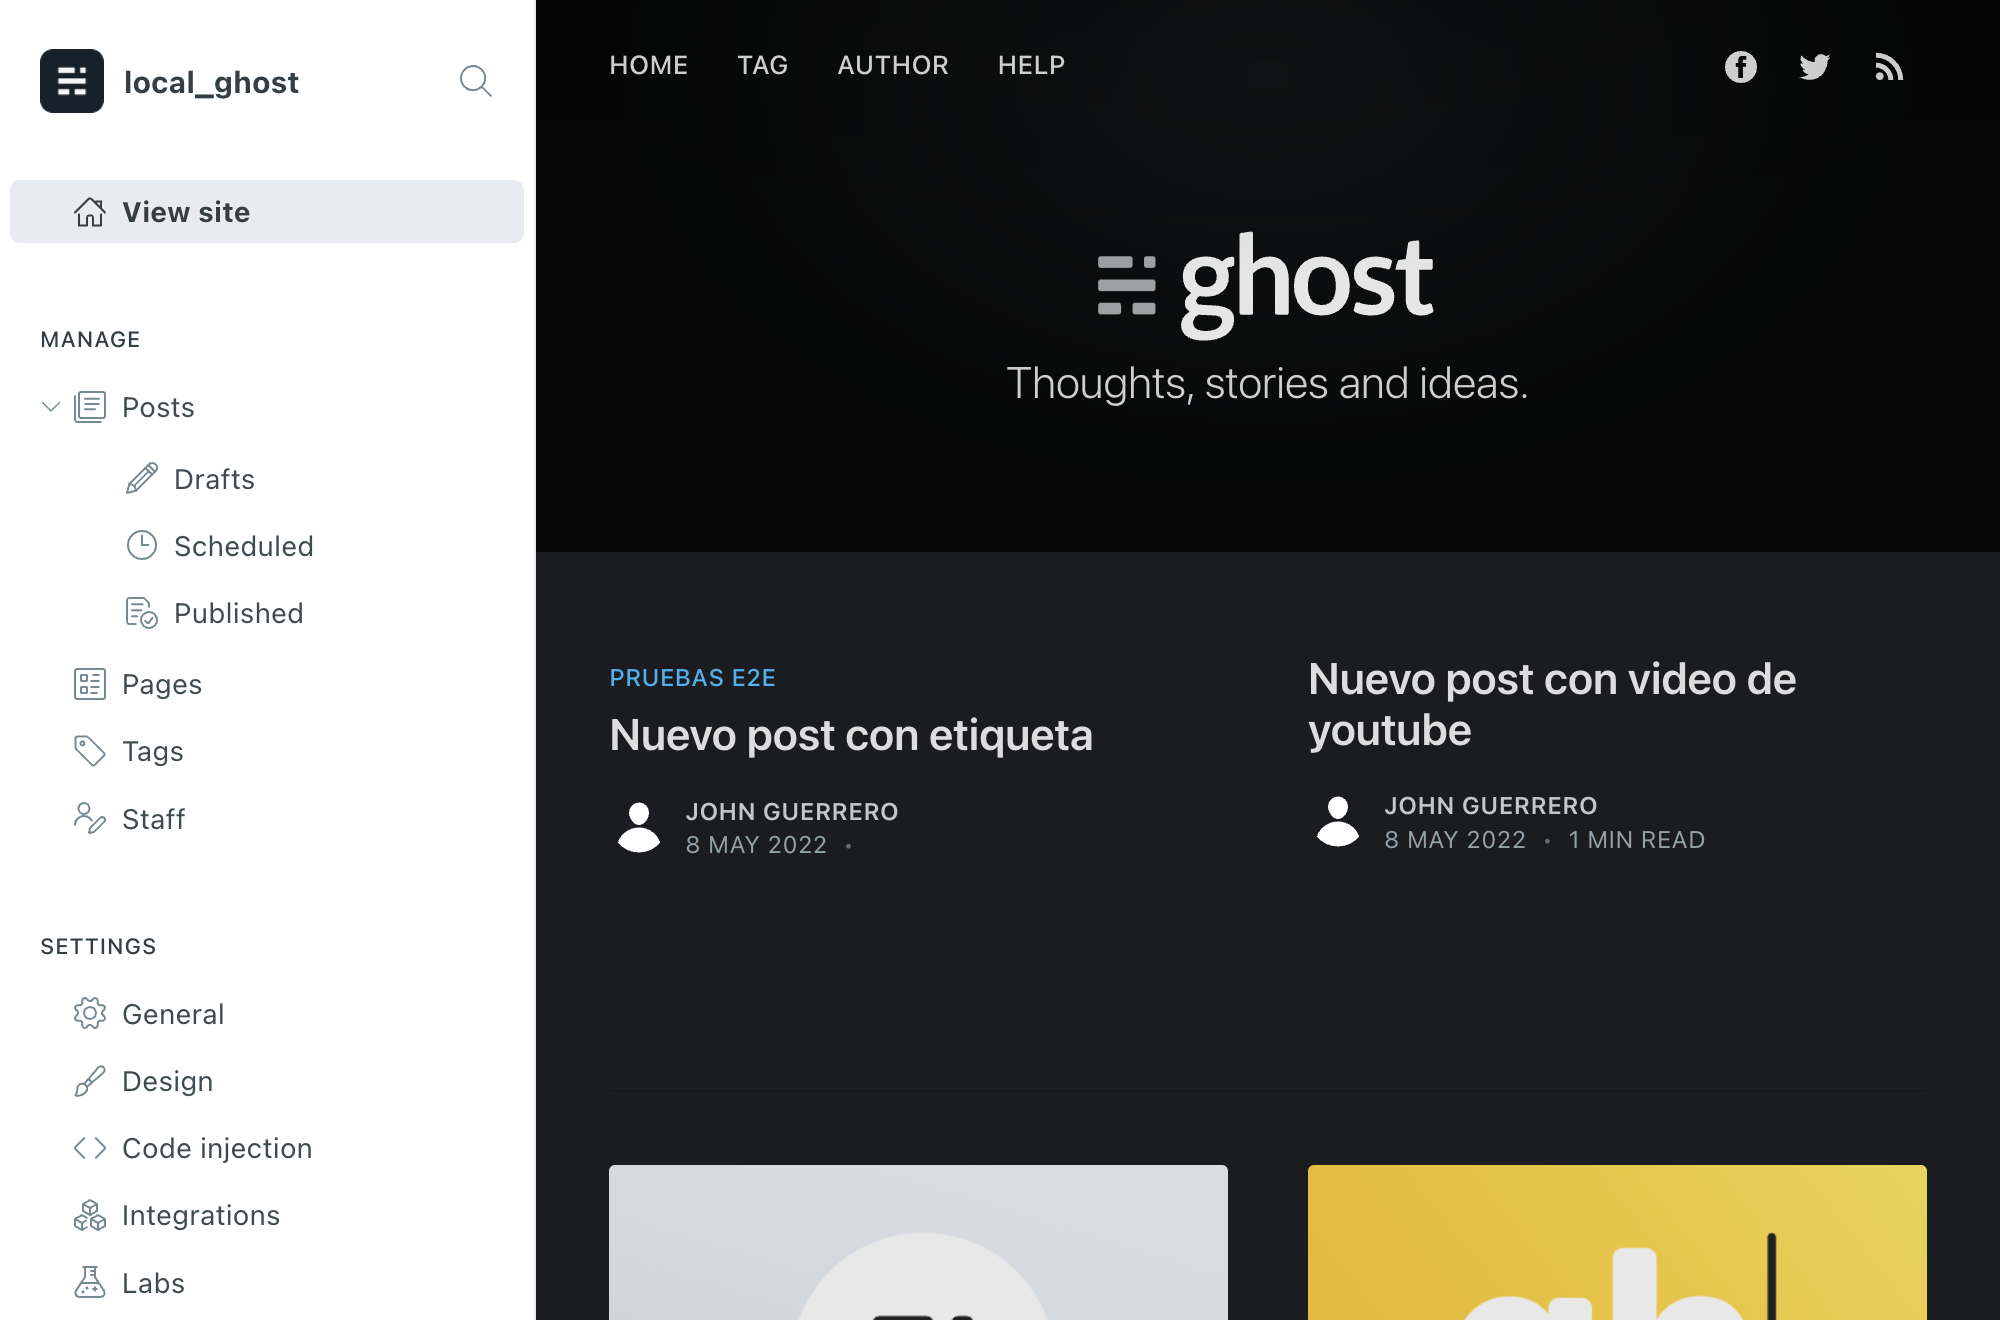 local_ghost
View site
MANAGE
Posts
Drafts
Scheduled
Published
Pages
Tags
Staff
SETTINGS
General
Design
Code injection
Integrations
Labs
HOME TAG AUTHOR HELP
ghost
Thoughts, stories and ideas.
PRUEBAS E2E
Nuevo post con etiqueta
JOHN GUERRERO
8 MAY 2022 •
Nuevo post con video de
youtube
JOHN GUERRERO
8 MAY 2022 • 1 MIN READ